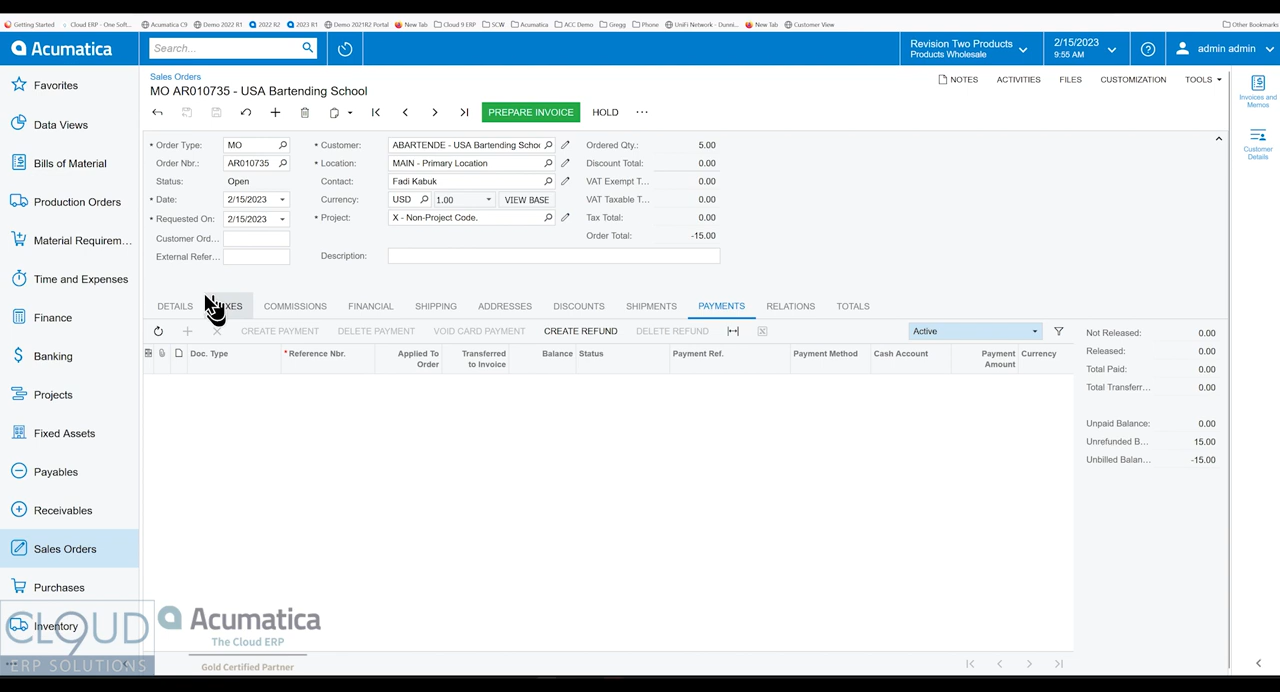 Getting Started Cloud ERP - One Soft... Acumatica C9 Demo 2022 R1 2022 R2 2023 R1 Demo 2021R2 Portal New Tab Cloud 9 ERP SCW Acumatica ACC Demo Gregg Phone UniFi Network - Dunni... New Tab Customer View Other Bookmarks
Acumatica Search... Revision Two Products 2/15/2023 admin admin
Products Wholesale 9:55 AM
Favorites
Data Views
Bills of Material
Production Orders
Material Requirem...
Time and Expenses
Finance
Banking
Projects
Fixed Assets
Payables
Receivables
Sales Orders
Purchases
Inventory
Sales Orders
MO AR010735 - USA Bartending School
NOTES ACTIVITIES FILES CUSTOMIZATION TOOLS
PREPARE INVOICE HOLD ...
* Order Type: MO * Customer: ABARTENDE - USA Bartending Schoo Ordered Qty.: 5.00
Order Nbr.: AR010735 * Location: MAIN - Primary Location Discount Total: 0.00
Status: Open Contact: Fadi Kabuk VAT Exempt T... 0.00
* Date: 2/15/2023 Currency: USD 1.00 VIEW BASE VAT Taxable T... 0.00
* Requested On: 2/15/2023 * Project: X - Non-Project Code. Tax Total: 0.00
Customer Ord... Order Total: -15.00
External Refer... Description:
DETAILS XES COMMISSIONS FINANCIAL SHIPPING ADDRESSES DISCOUNTS SHIPMENTS PAYMENTS RELATIONS TOTALS
CREATE PAYMENT DELETE PAYMENT VOID CARD PAYMENT CREATE REFUND DELETE REFUND Active
Doc. Type * Reference Nbr. Applied To Order Transferred to Invoice Balance Status Payment Ref. Payment Method Cash Account Payment Amount Currency
Not Released: 0.00
Released: 0.00
Total Paid: 0.00
Total Transferr... 0.00
Unpaid Balance: 0.00
Unrefunded B... 15.00
Unbilled Balan... -15.00
Invoices and Memos
Customer Details
CLOUD 9
ERP SOLUTIONS
Acumatica
The Cloud ERP
Gold Certified Partner